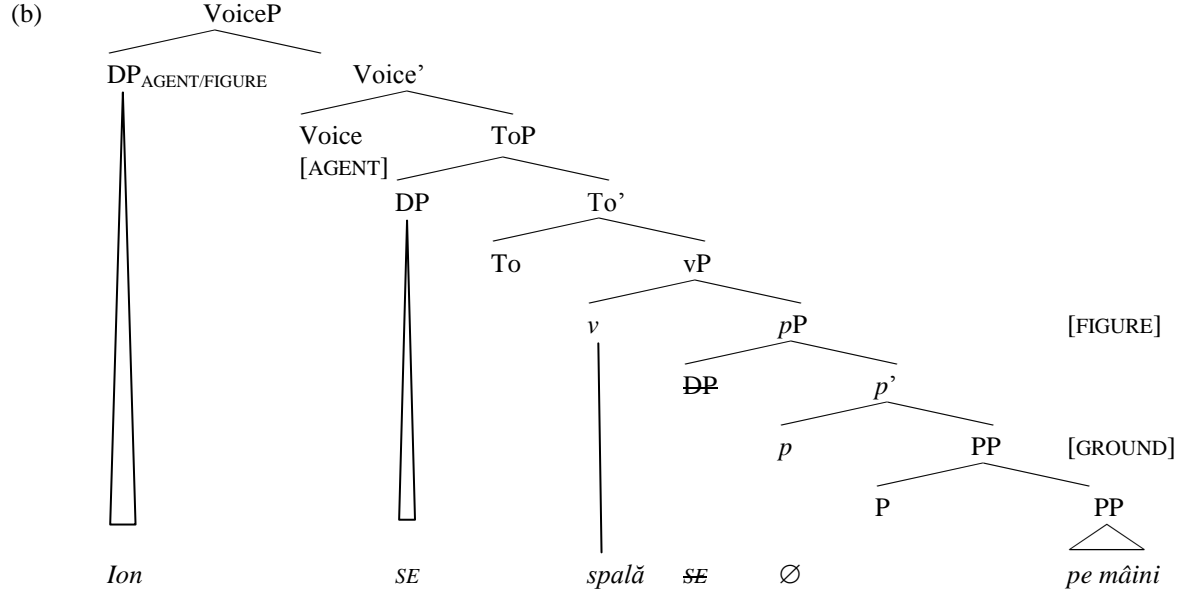 (b) VoiceP
DP_AGENT/FIGURE Voice’
Voice ToP
[AGENT]
DP To’
To vP
v pP [FIGURE]
DP p’
p PP [GROUND]
P PP
Ion SE spală SE ∅ pe mâini